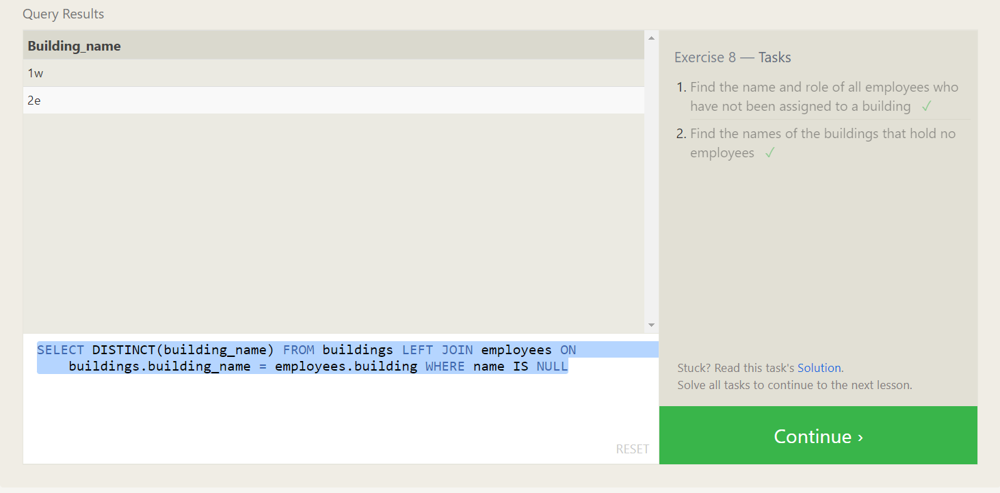 Query Results
Building_name
1w
2e
SELECT DISTINCT(building_name) FROM buildings LEFT JOIN employees ON
buildings.building_name = employees.building WHERE name IS NULL
RESET
Exercise 8 — Tasks
1. Find the name and role of all employees who
have not been assigned to a building ✓
2. Find the names of the buildings that hold no
employees ✓
Stuck? Read this task's Solution.
Solve all tasks to continue to the next lesson.
Continue ›